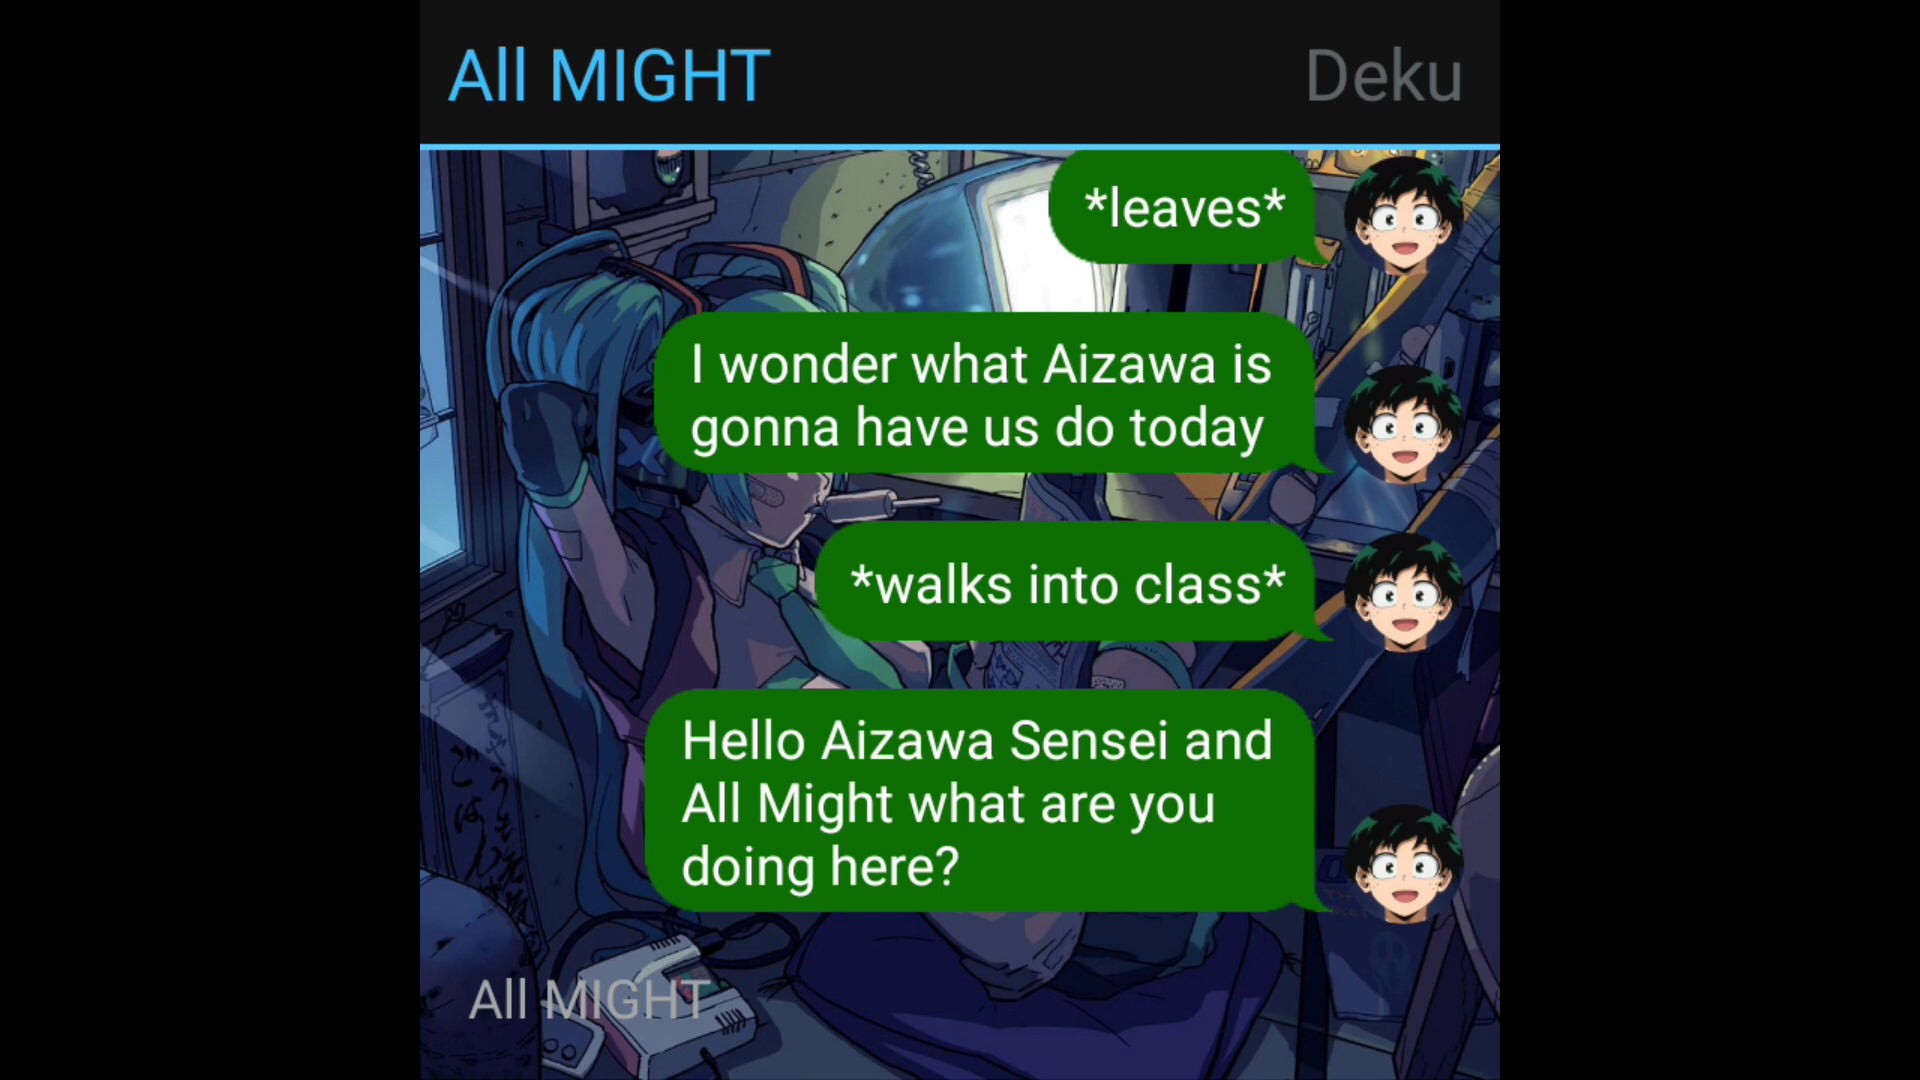 All MIGHT
Deku
*leaves*
I wonder what Aizawa is
gonna have us do today
*walks into class*
Hello Aizawa Sensei and
All Might what are you
doing here?
All MIGHT